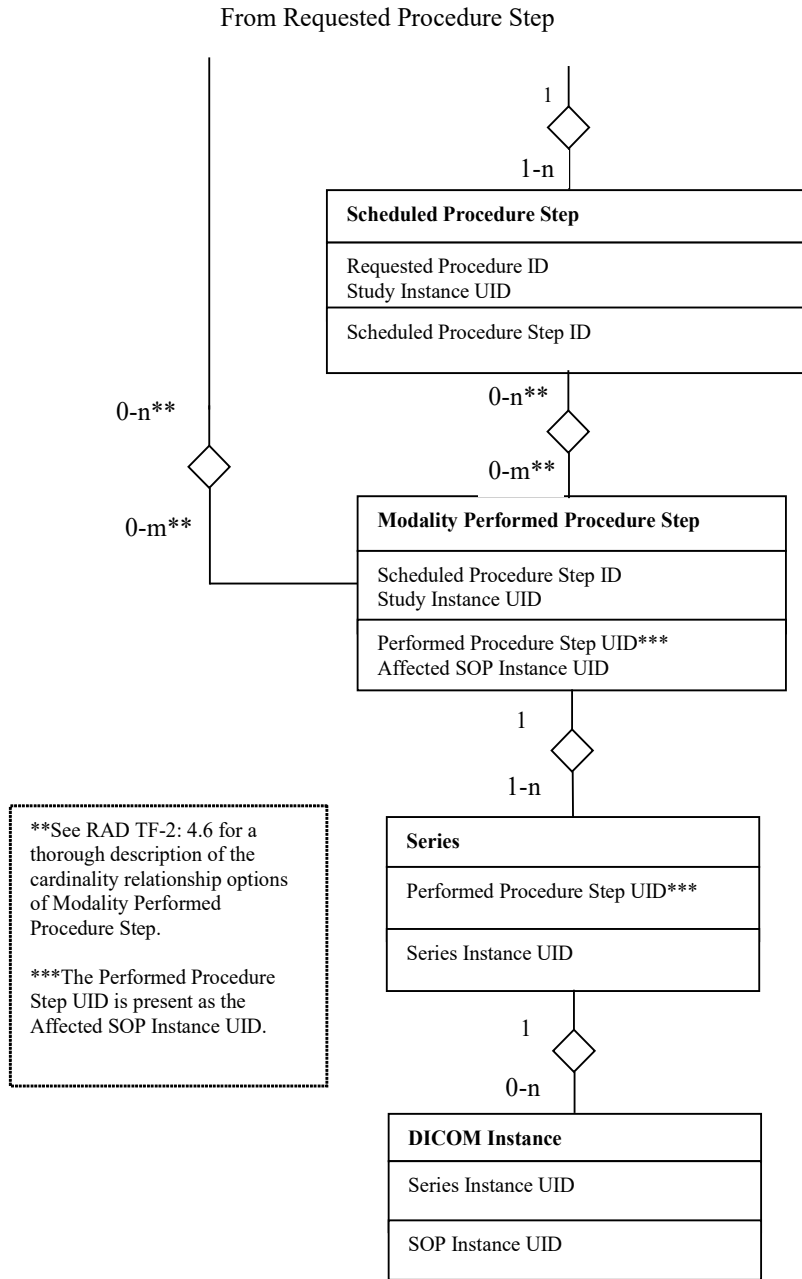 From Requested Procedure Step
1
1-n
Scheduled Procedure Step
Requested Procedure ID
Study Instance UID
Scheduled Procedure Step ID
0-n**
0-n**
0-m**
0-m**
Modality Performed Procedure Step
Scheduled Procedure Step ID
Study Instance UID
Performed Procedure Step UID***
Affected SOP Instance UID
1
1-n
**See RAD TF-2: 4.6 for a
thorough description of the
cardinality relationship options
of Modality Performed
Procedure Step.
***The Performed Procedure
Step UID is present as the
Affected SOP Instance UID.
Series
Performed Procedure Step UID***
Series Instance UID
1
0-n
DICOM Instance
Series Instance UID
SOP Instance UID